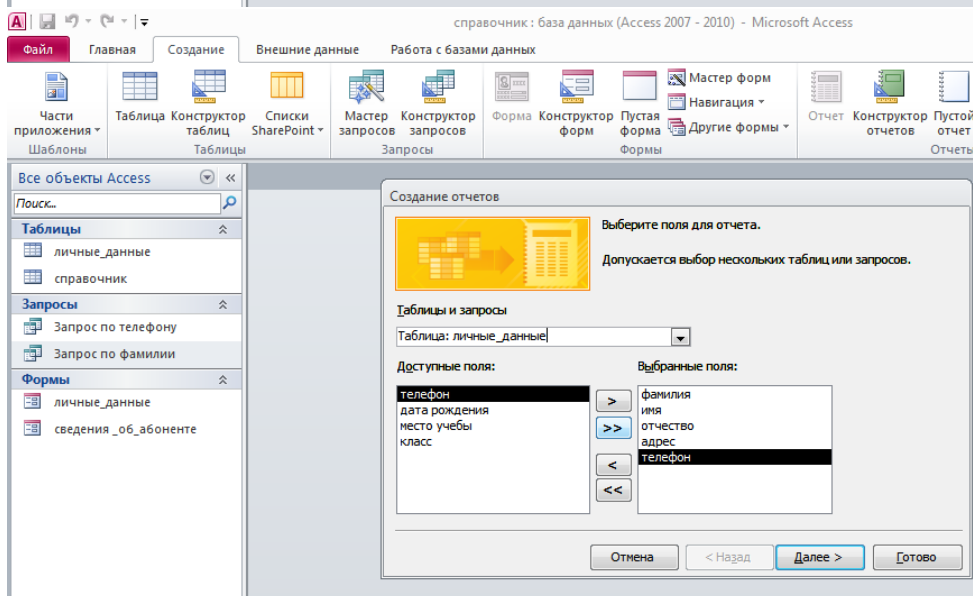 справочник : база данных (Access 2007 - 2010) - Microsoft Access
Файл Главная Создание Внешние данные Работа с базами данных
Части приложения
Таблица
Конструктор таблиц
Списки SharePoint
Мастер запросов
Конструктор запросов
Форма
Конструктор форм
Пустая форма
Мастер форм
Навигация
Другие формы
Отчет
Конструктор отчетов
Пустой отчет
Шаблоны Таблицы Запросы Формы Отчеты
Все объекты Access
Поиск...
Таблицы
личные_данные
справочник
Запросы
Запрос по телефону
Запрос по фамилии
Формы
личные_данные
сведения _об_абоненте
Создание отчетов
Выберите поля для отчета.
Допускается выбор нескольких таблиц или запросов.
Таблицы и запросы
Таблица: личные_данные
Доступные поля:
телефон
дата рождения
место учебы
класс
>
>>
<
<<
Выбранные поля:
фамилия
имя
отчество
адрес
телефон
Отмена < Назад Далее > Готово